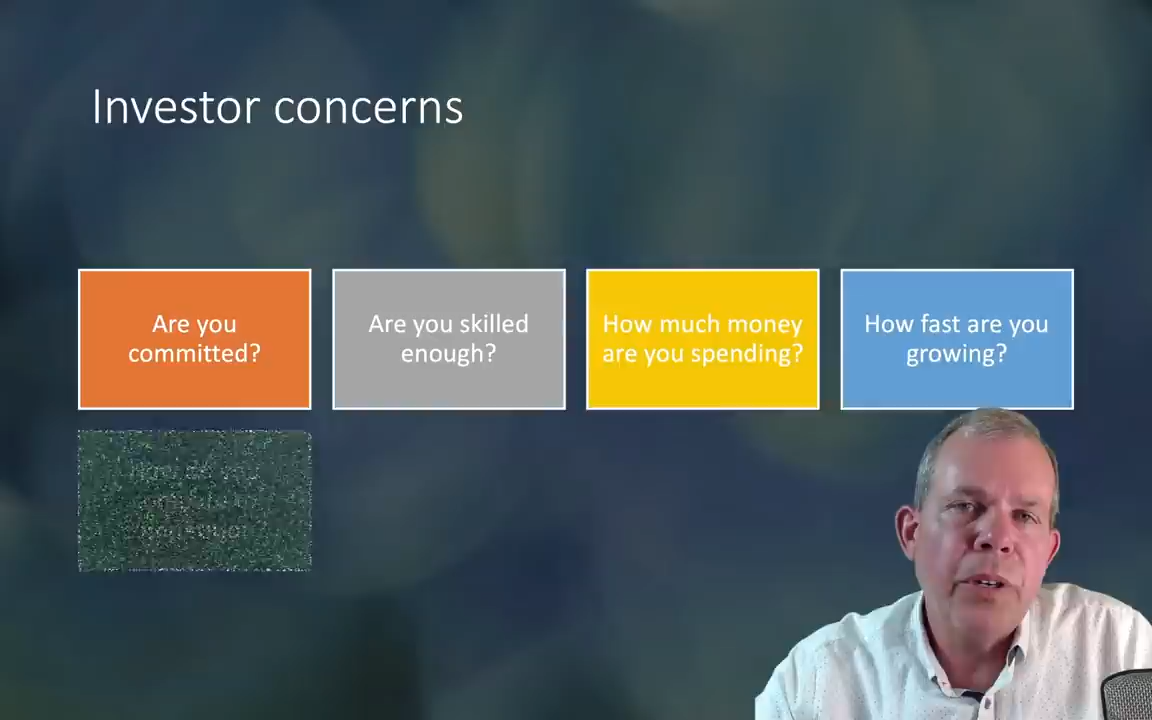 Investor concerns
Are you
committed?
Are you skilled
enough?
How much money
are you spending?
How fast are you
growing?